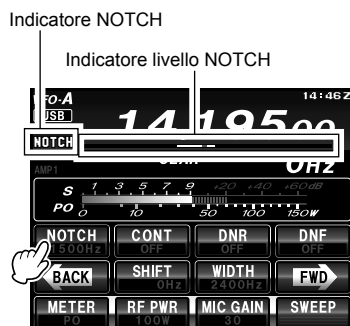 Indicatore NOTCH
Indicatore livello NOTCH
VFO-A 14:46Z
USB 14.195.00
NOTCH
AMP1 0Hz
S 1 3 5 7 9 +20 +40 +60dB
PO 0 10 50 100 150W
NOTCH CONT DNR DNF
1500Hz OFF OFF OFF
BACK SHIFT WIDTH FWD
0Hz 2400Hz
METER RF PWR MIC GAIN SWEEP
PO 100W 30